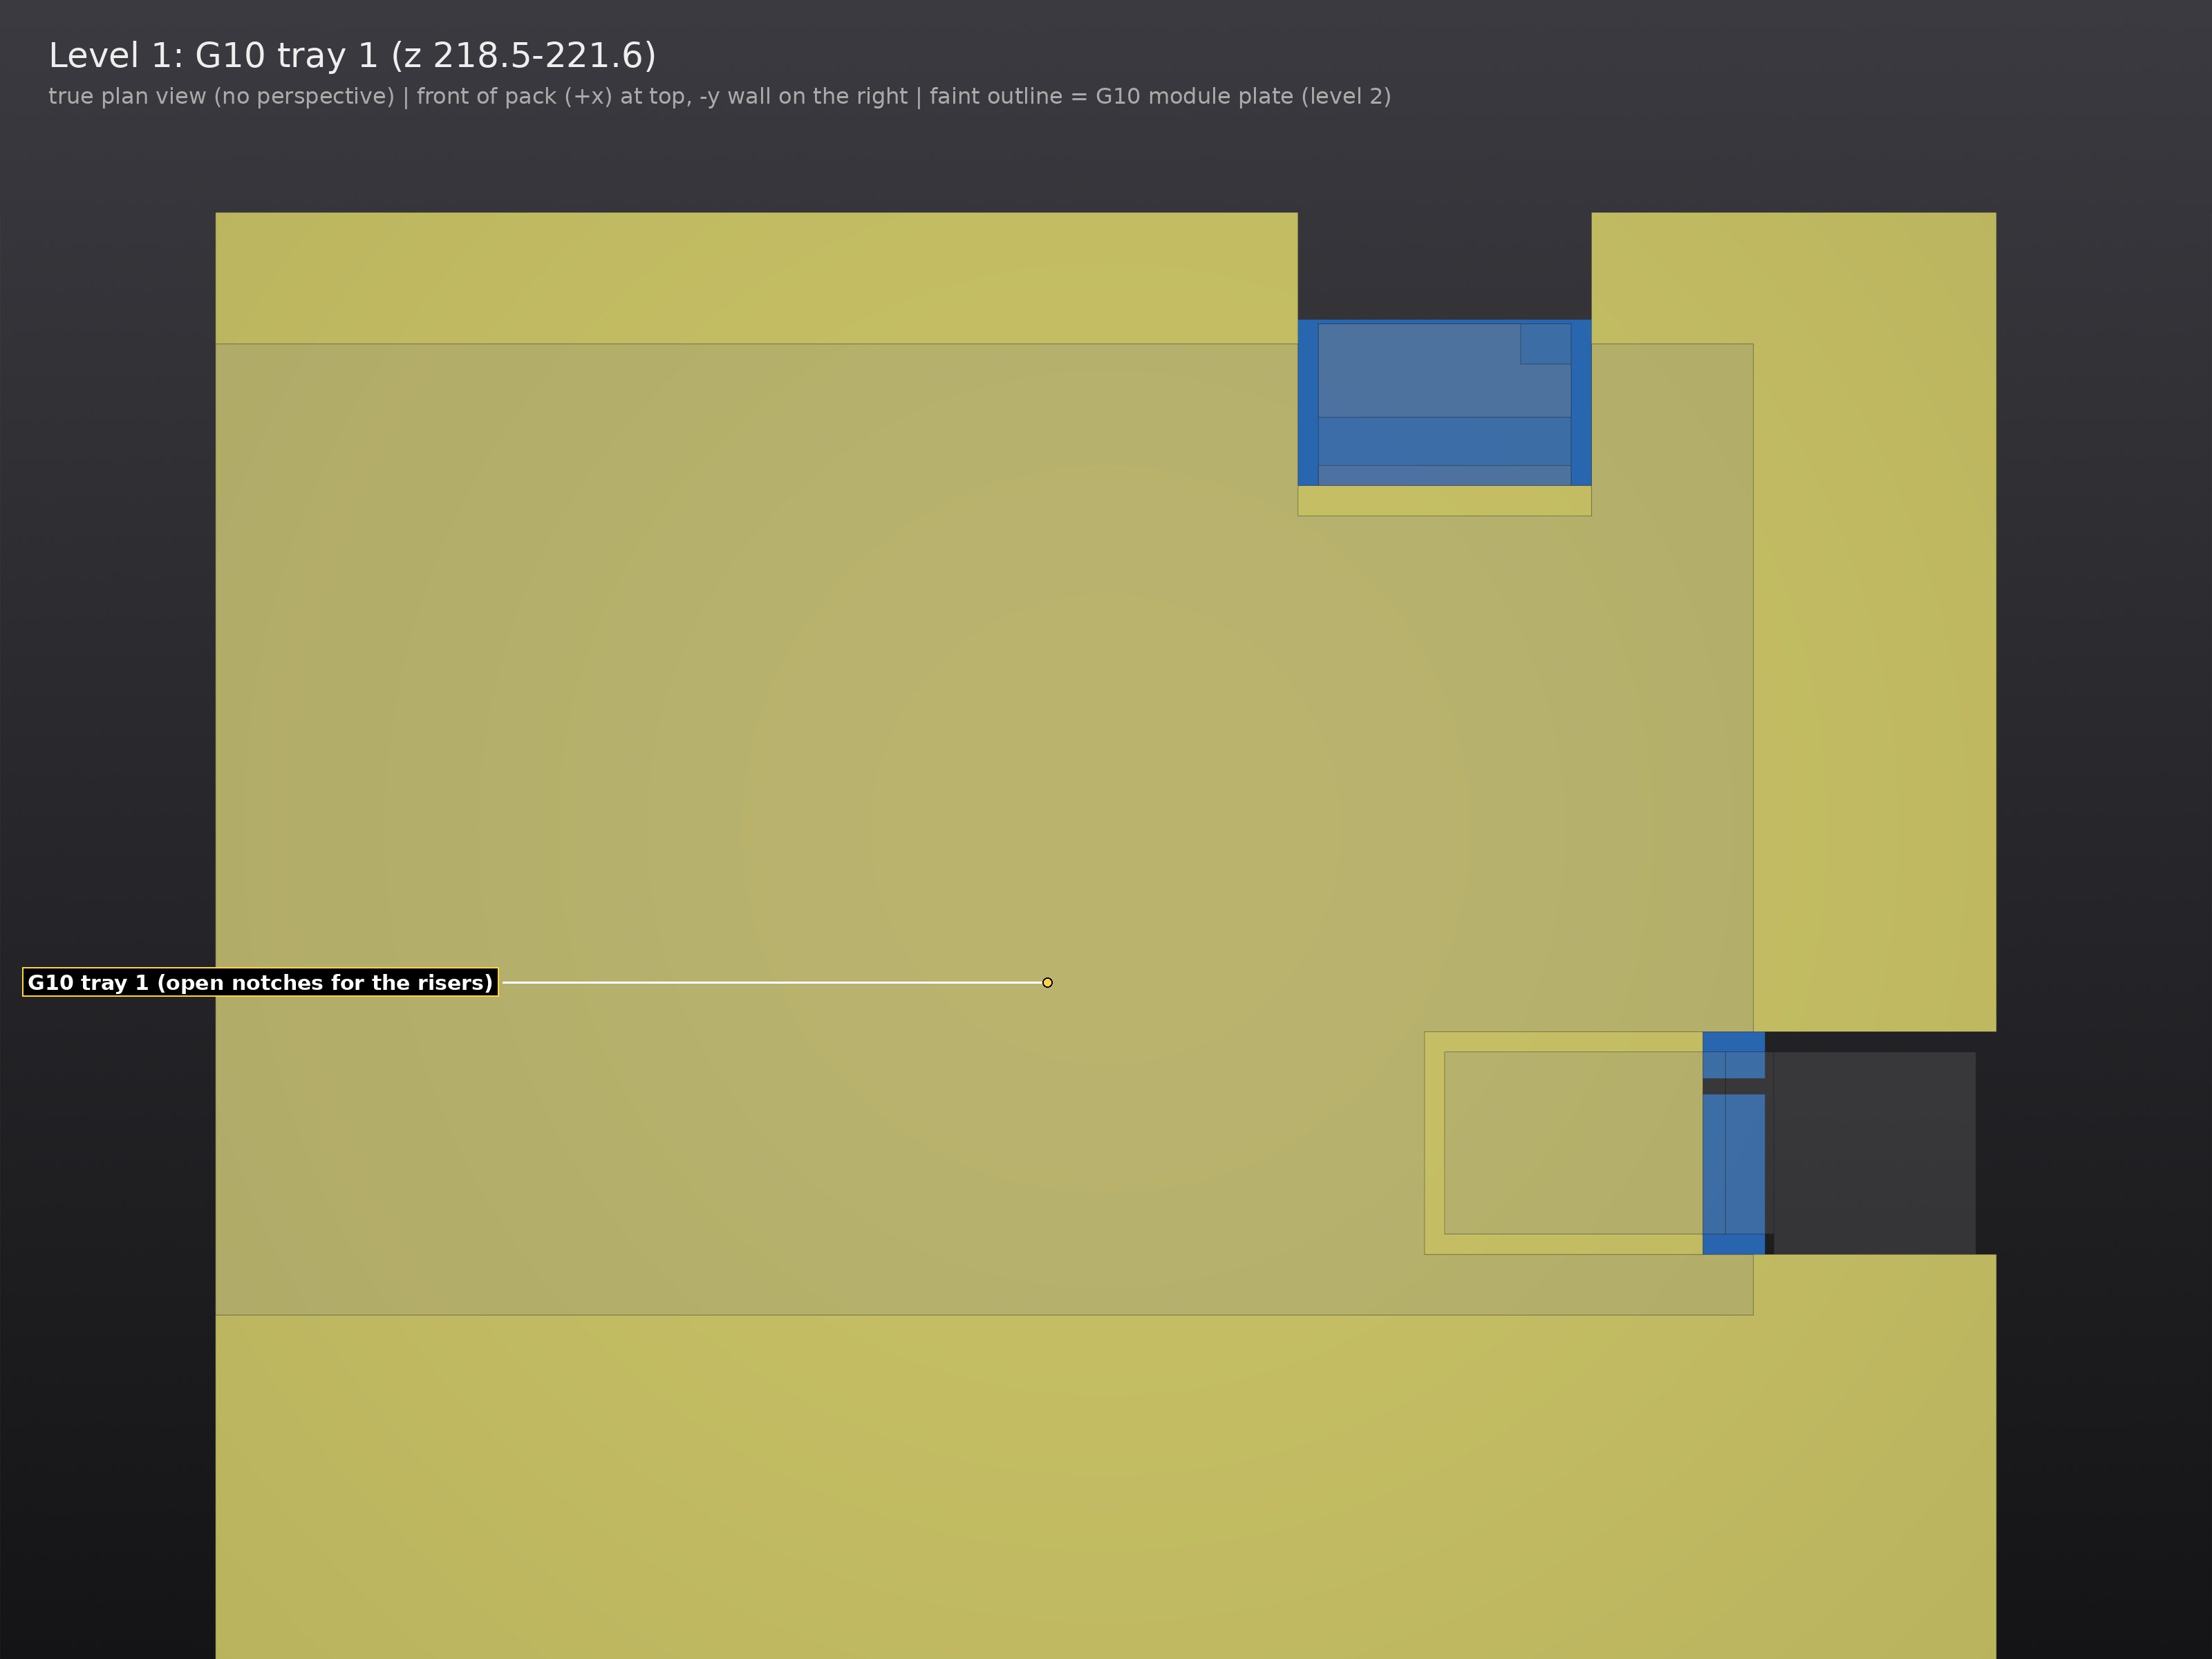 Level 1: G10 tray 1 (z 218.5-221.6)
true plan view (no perspective) | front of pack (+x) at top, -y wall on the right | faint outline = G10 module plate (level 2)
G10 tray 1 (open notches for the risers)